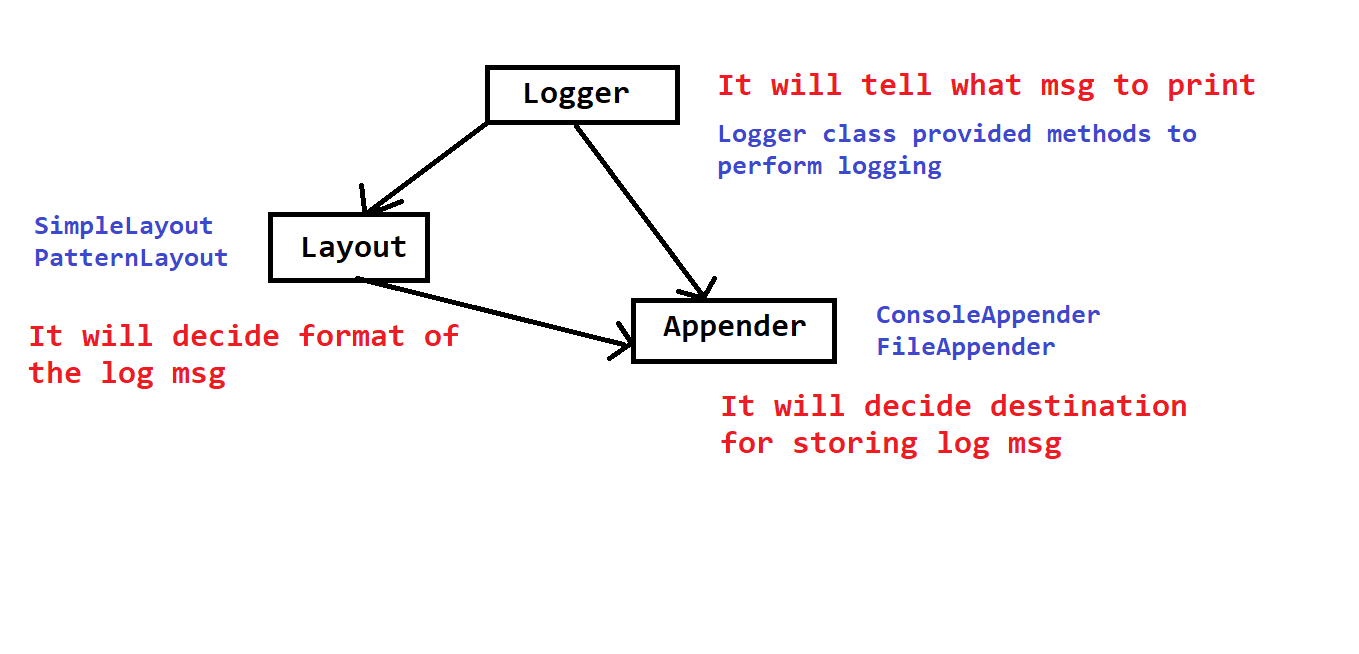 Logger
It will tell what msg to print
Logger class provided methods to
perform logging
SimpleLayout
PatternLayout
Layout
It will decide format of
the log msg
Appender
ConsoleAppender
FileAppender
It will decide destination
for storing log msg